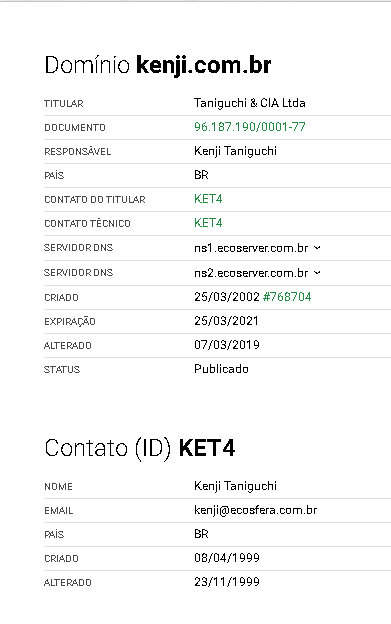 Domínio kenji.com.br
TITULAR Taniguchi & CIA Ltda
DOCUMENTO 96.187.190/0001-77
RESPONSÁVEL Kenji Taniguchi
PAÍS BR
CONTATO DO TITULAR KET4
CONTATO TÉCNICO KET4
SERVIDOR DNS ns1.ecoserver.com.br
SERVIDOR DNS ns2.ecoserver.com.br
CRIADO 25/03/2002 #768704
EXPIRAÇÃO 25/03/2021
ALTERADO 07/03/2019
STATUS Publicado
Contato (ID) KET4
NOME Kenji Taniguchi
EMAIL kenji@ecosfera.com.br
PAÍS BR
CRIADO 08/04/1999
ALTERADO 23/11/1999